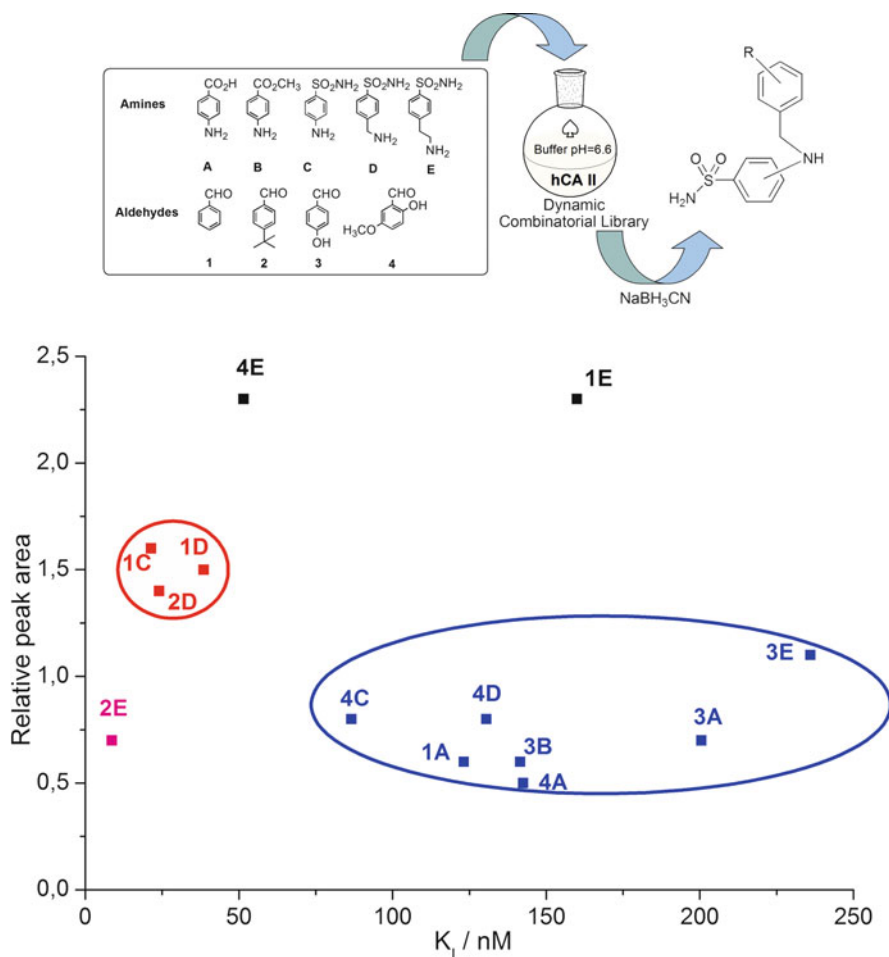 CO₂H CO₂CH₃ SO₂NH₂ SO₂NH₂ SO₂NH₂
Amines
NH₂ NH₂ NH₂ NH₂ NH₂
A B C D E
CHO CHO CHO CHO
Aldehydes OH
H₃CO
OH
1 2 3 4
Buffer pH=6.6
hCA II
Dynamic
Combinatorial Library
NaBH₃CN
R
NH
O O
S
H₂N
Relative peak area
2,5
2,0
1,5
1,0
0,5
0,0
4E
1E
1C
1D
2D
2E
4C
4D
3E
3A
1A
3B
4A
0 50 100 150 200 250
K_I / nM